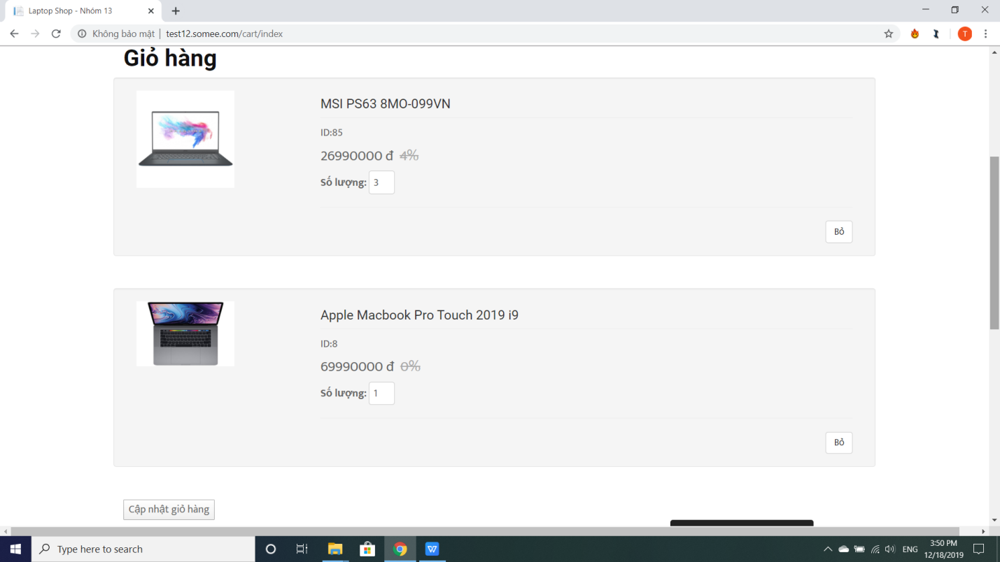 Laptop Shop - Nhóm 13
Không bảo mật | test12.somee.com/cart/index
T
Giỏ hàng
MSI PS63 8MO-099VN
ID:85
26990000 đ 4%
Số lượng: 3
Bỏ
Apple Macbook Pro Touch 2019 i9
ID:8
69990000 đ 0%
Số lượng: 1
Bỏ
Cập nhật giỏ hàng
Type here to search
W
ENG
3:50 PM
12/18/2019